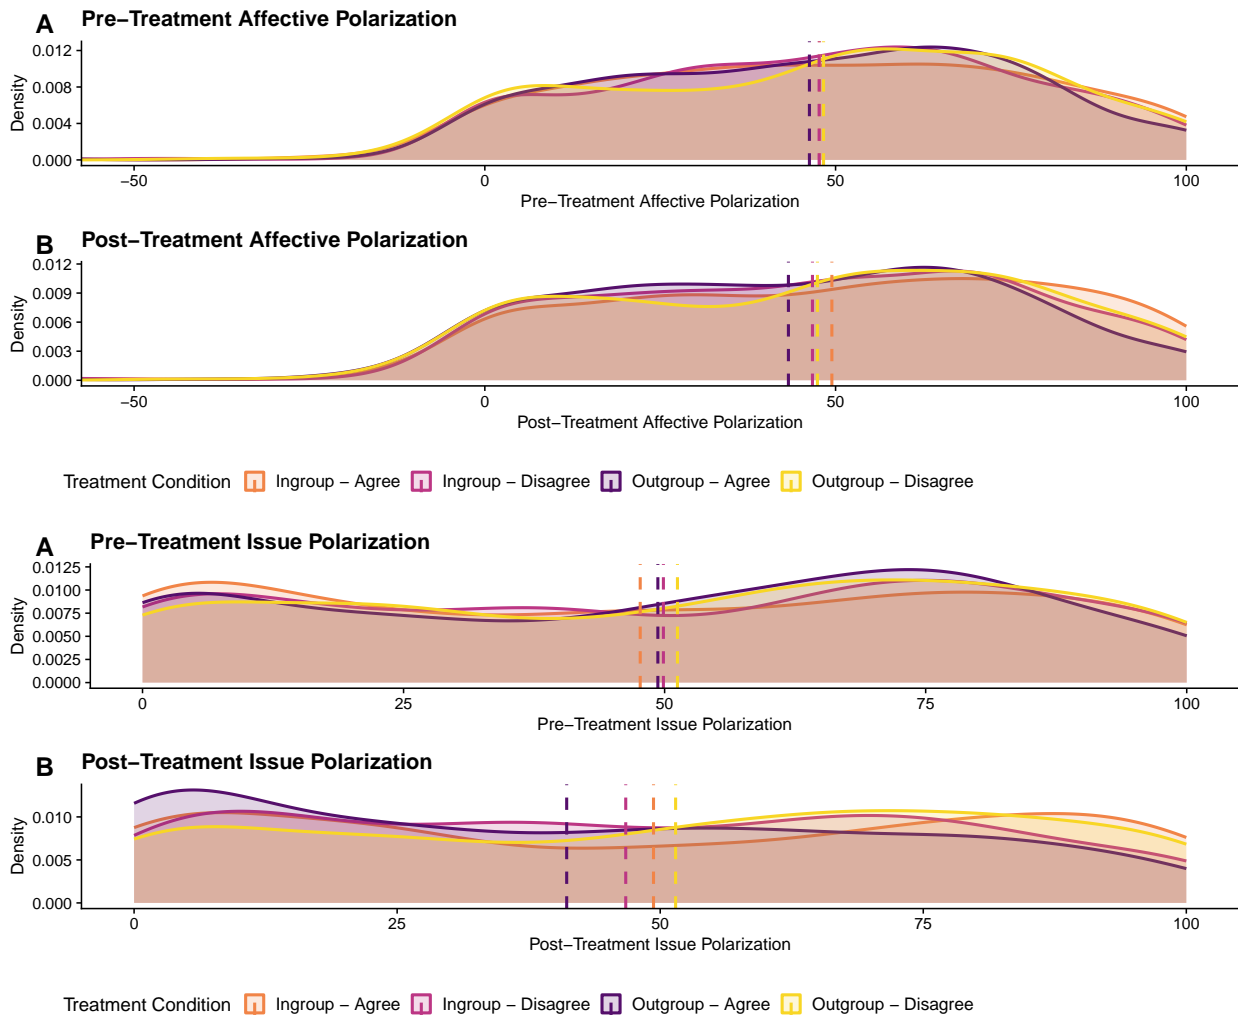 A Pre−Treatment Affective Polarization
0.012
0.008
0.004
0.000
Density
−50 0 50 100
Pre−Treatment Affective Polarization
B Post−Treatment Affective Polarization
0.012
0.009
0.006
0.003
0.000
Density
−50 0 50 100
Post−Treatment Affective Polarization
Treatment Condition Ingroup − Agree Ingroup − Disagree Outgroup − Agree Outgroup − Disagree
A Pre−Treatment Issue Polarization
0.0125
0.0100
0.0075
0.0050
0.0025
0.0000
Density
0 25 50 75 100
Pre−Treatment Issue Polarization
B Post−Treatment Issue Polarization
0.010
0.005
0.000
Density
0 25 50 75 100
Post−Treatment Issue Polarization
Treatment Condition Ingroup − Agree Ingroup − Disagree Outgroup − Agree Outgroup − Disagree